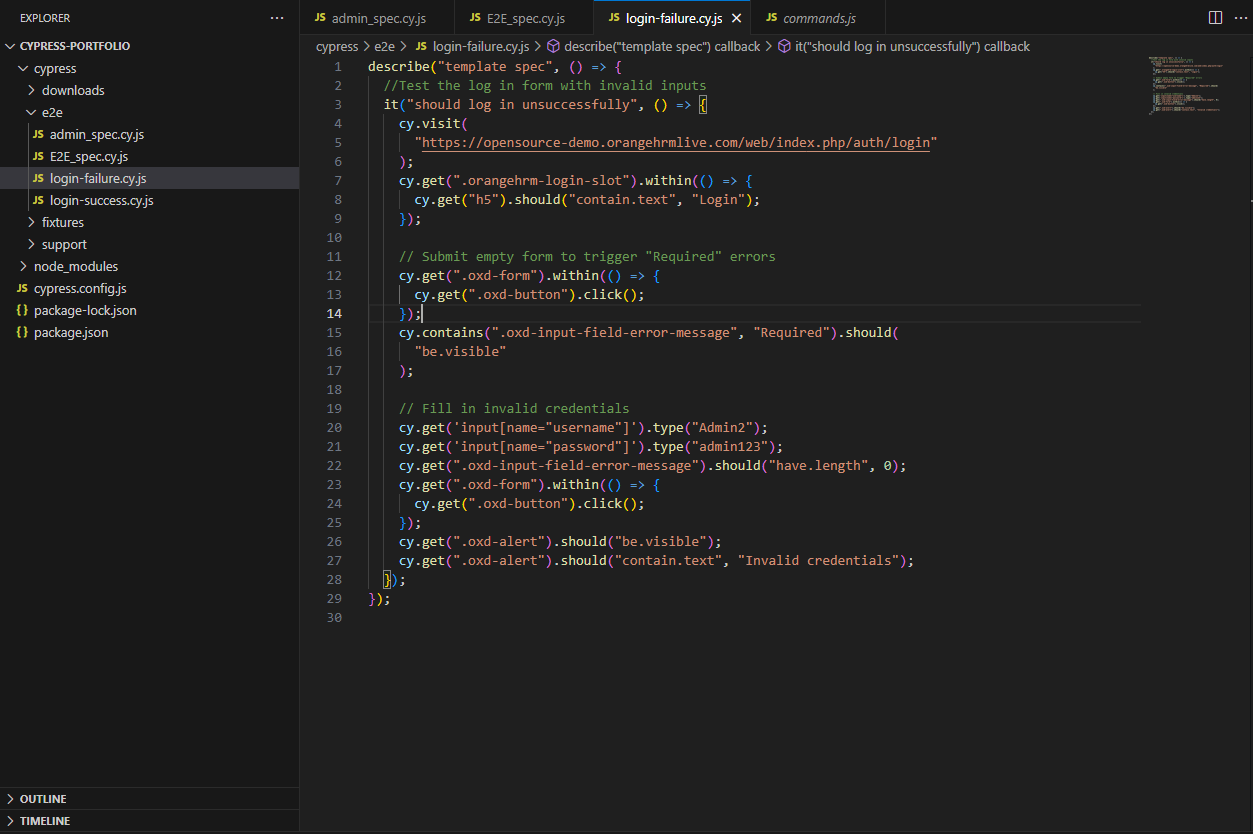 EXPLORER
CYPRESS-PORTFOLIO
cypress
downloads
e2e
JS admin_spec.cy.js
JS E2E_spec.cy.js
JS login-failure.cy.js
JS login-success.cy.js
fixtures
support
node_modules
JS cypress.config.js
{} package-lock.json
{} package.json
OUTLINE
TIMELINE
JS admin_spec.cy.js JS E2E_spec.cy.js JS login-failure.cy.js JS commands.js
cypress > e2e > JS login-failure.cy.js > describe("template spec") callback > it("should log in unsuccessfully") callback
1 describe("template spec", () => {
2 //Test the log in form with invalid inputs
3 it("should log in unsuccessfully", () => {
4 cy.visit(
5 "https://opensource-demo.orangehrmlive.com/web/index.php/auth/login"
6 );
7 cy.get(".orangehrm-login-slot").within(() => {
8 cy.get("h5").should("contain.text", "Login");
9 });
10
11 // Submit empty form to trigger "Required" errors
12 cy.get(".oxd-form").within(() => {
13 cy.get(".oxd-button").click();
14 });
15 cy.contains(".oxd-input-field-error-message", "Required").should(
16 "be.visible"
17 );
18
19 // Fill in invalid credentials
20 cy.get('input[name="username"]').type("Admin2");
21 cy.get('input[name="password"]').type("admin123");
22 cy.get(".oxd-input-field-error-message").should("have.length", 0);
23 cy.get(".oxd-form").within(() => {
24 cy.get(".oxd-button").click();
25 });
26 cy.get(".oxd-alert").should("be.visible");
27 cy.get(".oxd-alert").should("contain.text", "Invalid credentials");
28 });
29 });
30